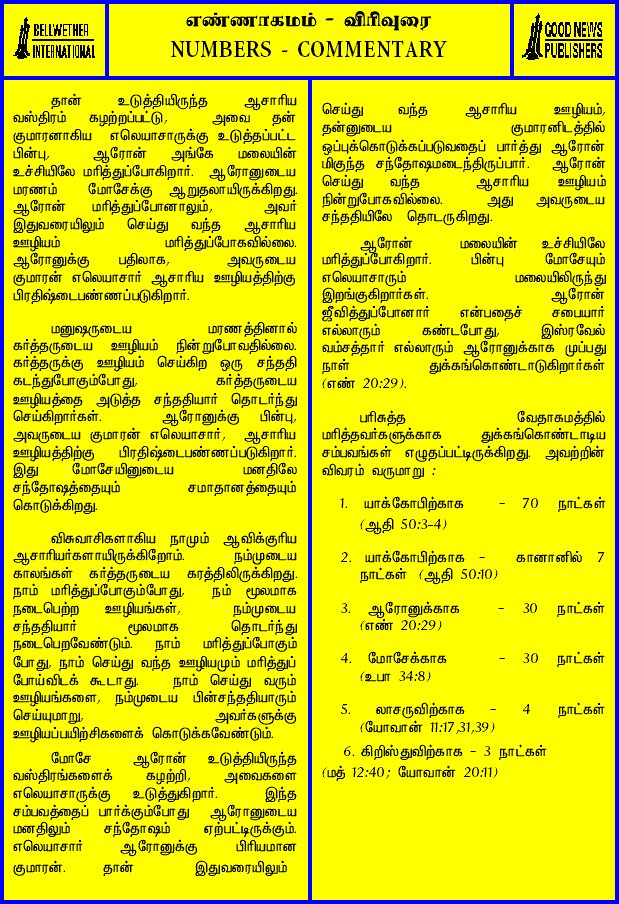 BELLWETHER
INTERNATIONAL
எண்ணாகமம் - விரிவுரை
NUMBERS - COMMENTARY
GOOD NEWS
PUBLISHERS
தான் உடுத்தியிருந்த ஆசாரிய
வஸ்திரம் கழற்றப்பட்டு, அவை தன்
குமாரனாகிய எலெயாசாருக்கு உடுத்தப்பட்ட
பின்பு, ஆரோன் அங்கே மலையின்
உச்சியிலே மரித்துப்போகிறார். ஆரோனுடைய
மரணம் மோசேக்கு ஆறுதலாயிருக்கிறது.
ஆரோன் மரித்துப்போனாலும், அவர்
இதுவரையிலும் செய்து வந்த ஆசாரிய
ஊழியம் மரித்துப்போகவில்லை.
ஆரோனுக்கு பதிலாக, அவருடைய
குமாரன் எலெயாசார் ஆசாரிய ஊழியத்திற்கு
பிரதிஷ்டைபண்ணப்படுகிறார்.
மனுஷருடைய மரணத்தினால்
கர்த்தருடைய ஊழியம் நின்றுபோவதில்லை.
கர்த்தருக்கு ஊழியம் செய்கிற ஒரு சந்ததி
கடந்துபோகும்போது, கர்த்தருடைய
ஊழியத்தை அடுத்த சந்ததியார் தொடர்ந்து
செய்கிறார்கள். ஆரோனுக்கு பின்பு,
அவருடைய குமாரன் எலெயாசார், ஆசாரிய
ஊழியத்திற்கு பிரதிஷ்டைபண்ணப்படுகிறார்.
இது மோசேயினுடைய மனதிலே
சந்தோஷத்தையும் சமாதானத்தையும்
கொடுக்கிறது.
விசுவாசிகளாகிய நாமும் ஆவிக்குரிய
ஆசாரியர்களாயிருக்கிறோம். நம்முடைய
காலங்கள் கர்த்தருடைய கரத்திலிருக்கிறது.
நாம் மரித்துப்போகும்போது, நம் மூலமாக
நடைபெற்ற ஊழியங்கள், நம்முடைய
சந்ததியார் மூலமாக தொடர்ந்து
நடைபெறவேண்டும். நாம் மரித்துப்போகும்
போது, நாம் செய்து வந்த ஊழியமும் மரித்துப்
போய்விடக் கூடாது. நாம் செய்து வரும்
ஊழியங்களை, நம்முடைய பின்சந்ததியாரும்
செய்யுமாறு, அவர்களுக்கு
ஊழியப்பயிற்சிகளைக் கொடுக்கவேண்டும்.
மோசே ஆரோன் உடுத்தியிருந்த
வஸ்திரங்களைக் கழற்றி, அவைகளை
எலெயாசாருக்கு உடுத்துகிறார். இந்த
சம்பவத்தைப் பார்க்கும்போது ஆரோனுடைய
மனதிலும் சந்தோஷம் ஏற்பட்டிருக்கும்.
எலெயாசார் ஆரோனுக்கு பிரியமான
குமாரன். தான் இதுவரையிலும்
செய்து வந்த ஆசாரிய ஊழியம்,
தன்னுடைய குமாரனிடத்தில்
ஒப்புக்கொடுக்கப்படுவதைப் பார்த்து ஆரோன்
மிகுந்த சந்தோஷமடைந்திருப்பார். ஆரோன்
செய்து வந்த ஆசாரிய ஊழியம்
நின்றுபோகவில்லை. அது அவருடைய
சந்ததியிலே தொடருகிறது.
ஆரோன் மலையின் உச்சியிலே
மரித்துப்போகிறார். பின்பு மோசேயும்
எலெயாசாரும் மலையிலிருந்து
இறங்குகிறார்கள். ஆரோன்
ஜீவித்துப்போனார் என்பதைச் சபையார்
எல்லாரும் கண்டபோது, இஸ்ரவேல்
வம்சத்தார் எல்லாரும் ஆரோனுக்காக முப்பது
நாள் துக்கங்கொண்டாடுகிறார்கள்
(எண் 20:29).
பரிசுத்த வேதாகமத்தில்
மரித்தவர்களுக்காக துக்கங்கொண்டாடிய
சம்பவங்கள் எழுதப்பட்டிருக்கிறது. அவற்றின்
விவரம் வருமாறு :
1. யாக்கோபிற்காக - 70 நாட்கள்
(ஆதி 50:3-4)
2. யாக்கோபிற்காக - கானானில் 7
நாட்கள் (ஆதி 50:10)
3. ஆரோனுக்காக - 30 நாட்கள்
(எண் 20:29)
4. மோசேக்காக - 30 நாட்கள்
(உபா 34:8)
5. லாசருவிற்காக - 4 நாட்கள்
(யோவான் 11:17,31,39)
6. கிறிஸ்துவிற்காக - 3 நாட்கள்
(மத் 12:40; யோவான் 20:11)